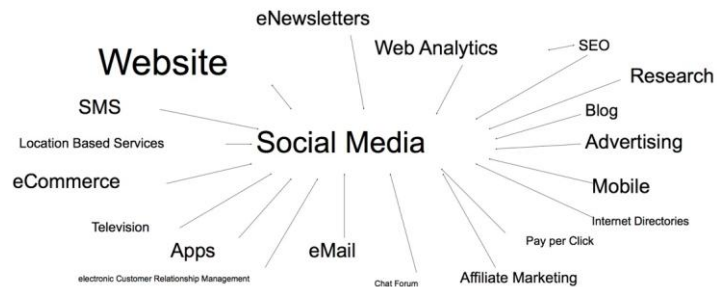 eNewsletters
Web Analytics
SEO
Website
Research
SMS
Blog
Location Based Services
Social Media
Advertising
eCommerce
Mobile
Television
Internet Directories
Apps
eMail
Pay per Click
electronic Customer Relationship Management
Chat Forum
Affiliate Marketing